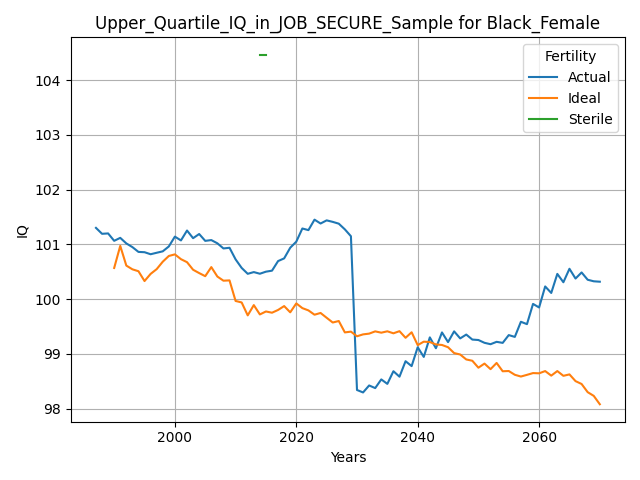 Upper_Quartile_IQ_in_JOB_SECURE_Sample for Black_Female
Fertility
Actual
Ideal
Sterile
104
103
102
101
100
99
98
IQ
2000
2020
2040
2060
Years